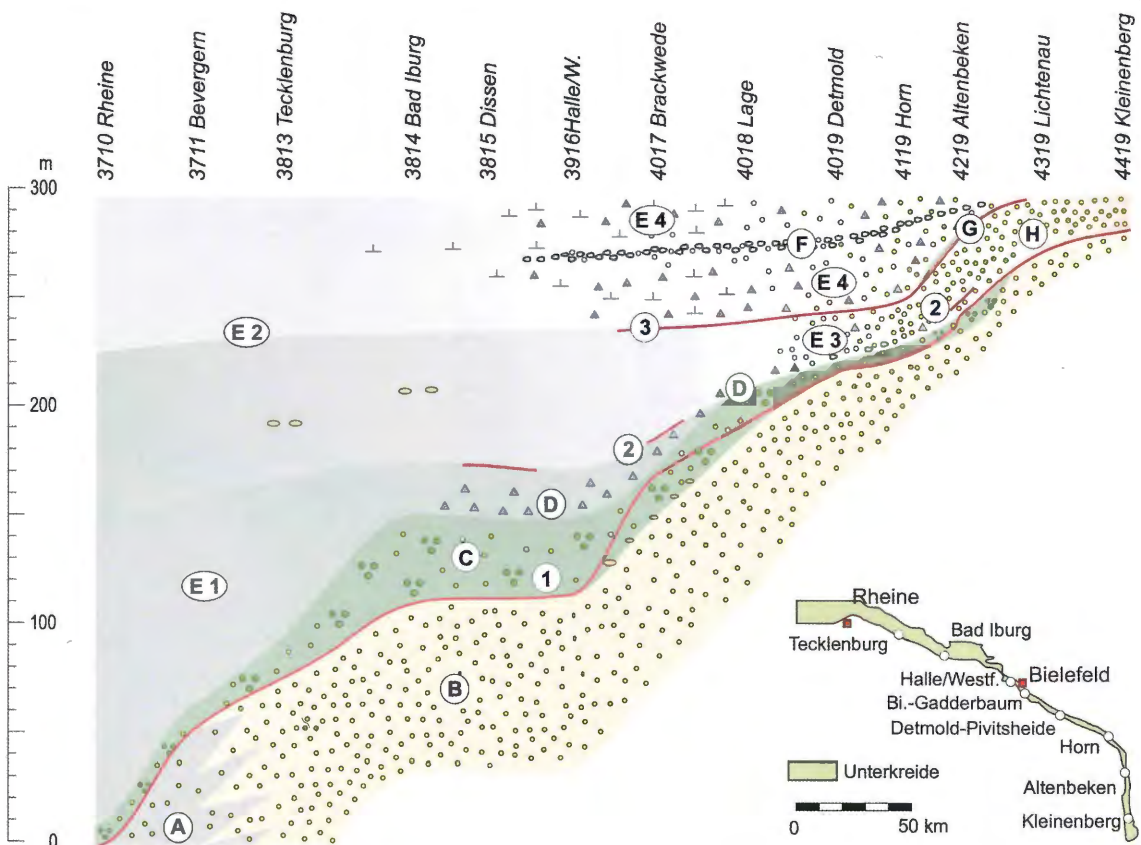 3710 Rheine
3711 Bevergern
3813 Tecklenburg
3814 Bad Iburg
3815 Dissen
3916Halle/W.
4017 Brackwede
4018 Lage
4019 Detmold
4119 Horn
4219 Altenbeken
4319 Lichtenau
4419 Kleinenberg
m
300
200
100
0
E 4
F
G
H
E 4
E 2
3
2
E 3
D
2
D
C
1
E 1
B
A
Rheine
Tecklenburg
Bad Iburg
Halle/Westf.
Bielefeld
Bi.-Gadderbaum
Detmold-Pivitsheide
Horn
Unterkreide
Altenbeken
0 50 km
Kleinenberg